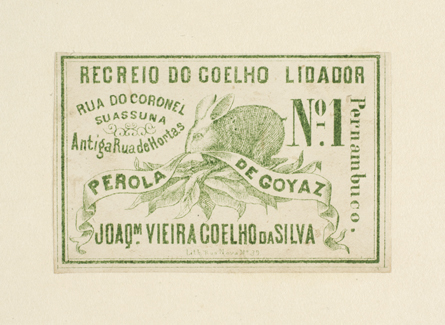 RECREIO DO COELHO LIDADOR
RUA DO CORONEL
SUASSUNA
Antiga Rua de Hortas
Nº 1
Pernambuco.
PEROLA DE GOYAZ
JOAQM VIEIRA COELHO DA SILVA